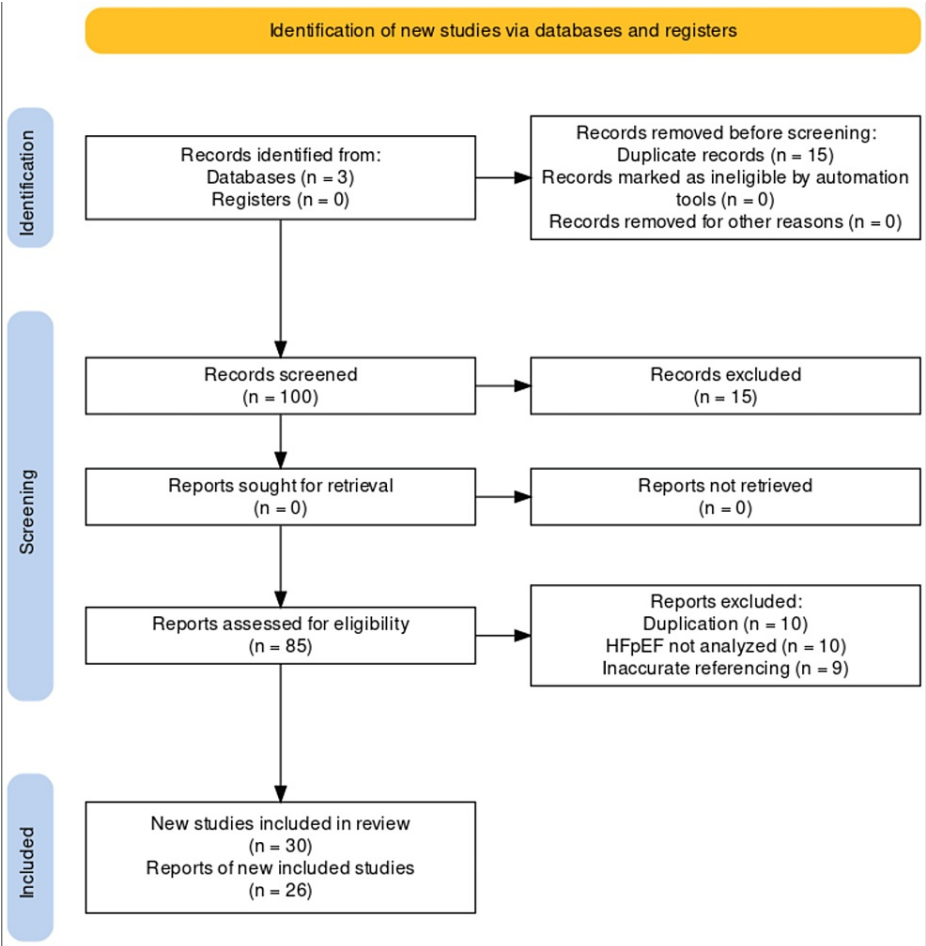 Identification of new studies via databases and registers
Identification
Records identified from:
Databases (n = 3)
Registers (n = 0)
Records removed before screening:
Duplicate records (n = 15)
Records marked as ineligible by automation
tools (n = 0)
Records removed for other reasons (n = 0)
Screening
Records screened
(n = 100)
Records excluded
(n = 15)
Reports sought for retrieval
(n = 0)
Reports not retrieved
(n = 0)
Reports assessed for eligibility
(n = 85)
Reports excluded:
Duplication (n = 10)
HFpEF not analyzed (n = 10)
Inaccurate referencing (n = 9)
Included
New studies included in review
(n = 30)
Reports of new included studies
(n = 26)